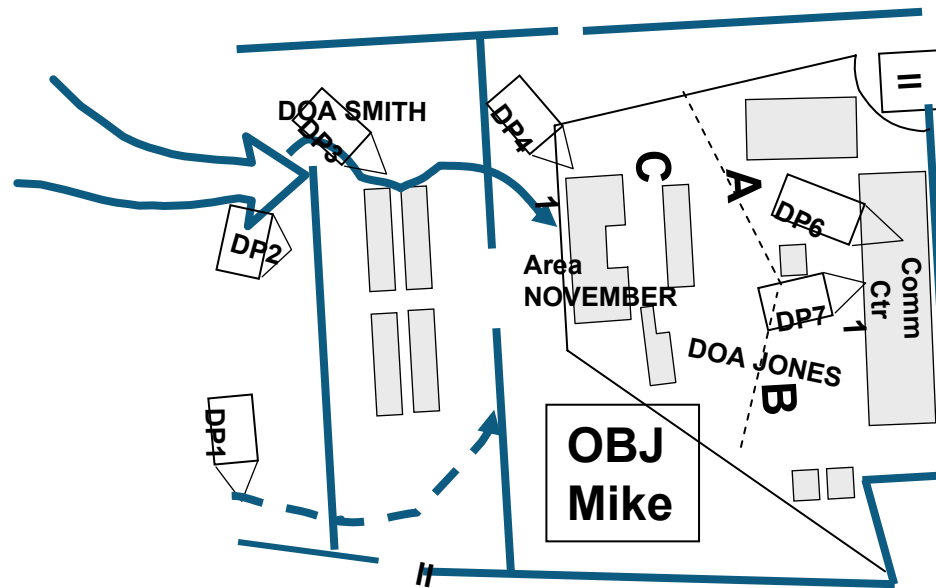 II
DOA SMITH
DP3
DP4
C
A
1
DP6
DP2
Area
NOVEMBER
Comm
Ctr
DP7
1
DOA JONES
B
DP1
OBJ
Mike
II